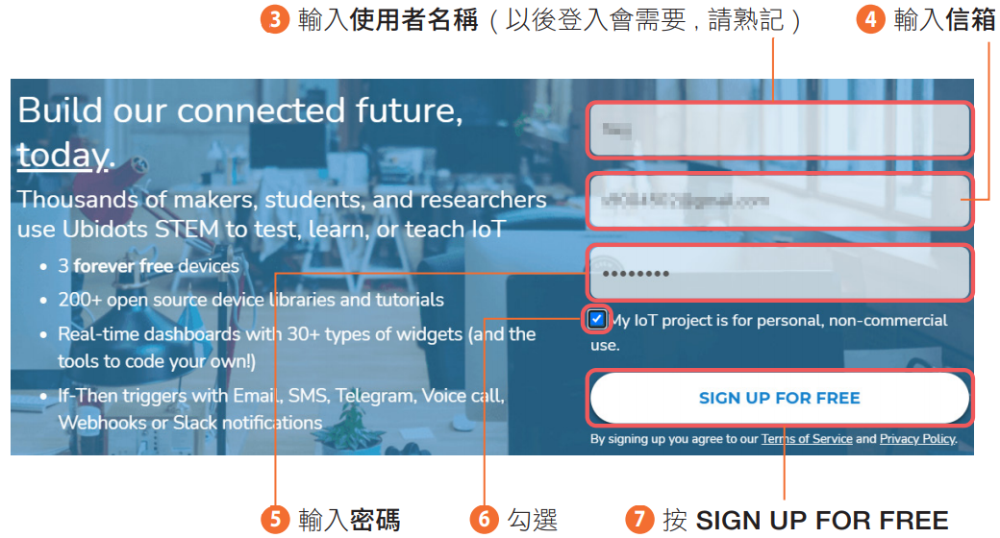 3 輸入使用者名稱 ( 以後登入會需要 , 請熟記 )
4 輸入信箱
Build our connected future,
today.
Thousands of makers, students, and researchers
use Ubidots STEM to test, learn, or teach IoT
• 3 forever free devices
• 200+ open source device libraries and tutorials
• Real-time dashboards with 30+ types of widgets (and the
tools to code your own!)
• If-Then triggers with Email, SMS, Telegram, Voice call,
Webhooks or Slack notifications
My IoT project is for personal, non-commercial
use.
SIGN UP FOR FREE
By signing up you agree to our Terms of Service and Privacy Policy.
5 輸入密碼
6 勾選
7 按 SIGN UP FOR FREE